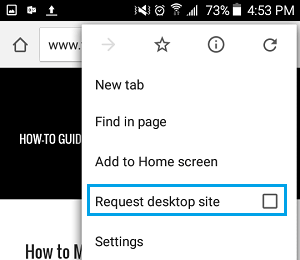 73% 4:53 PM
www.
New tab
Find in page
HOW-TO GUID
Add to Home screen
Request desktop site
Settings
How to M